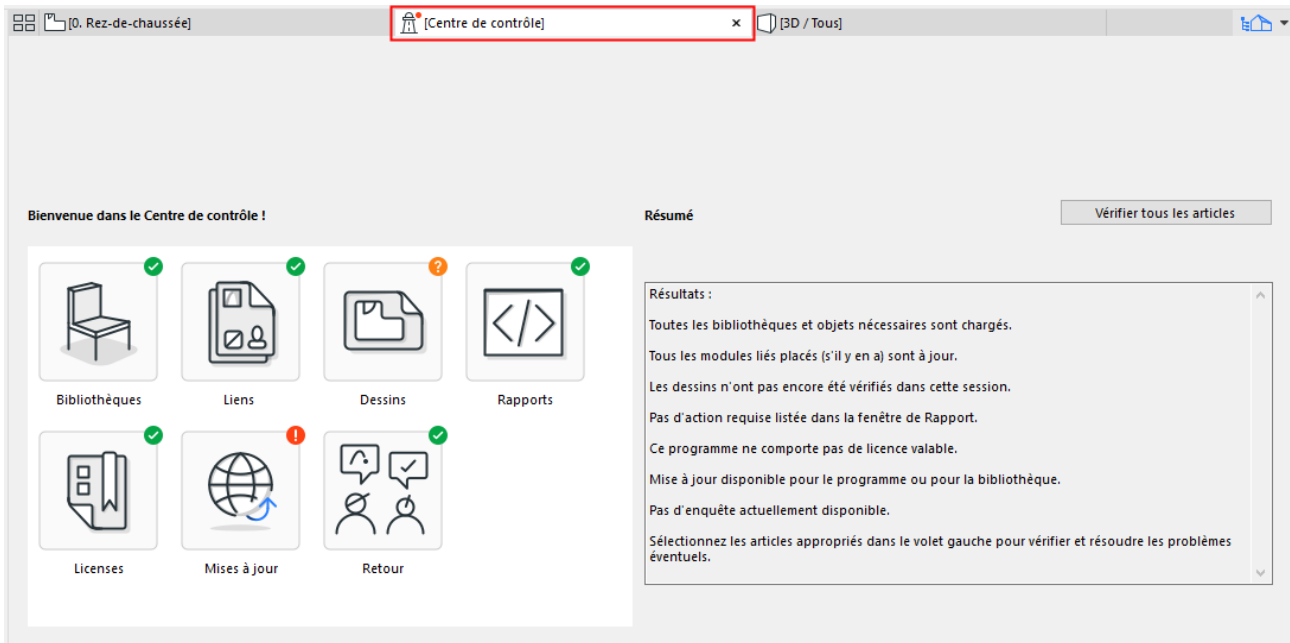 [0. Rez-de-chaussée]
[Centre de contrôle]
[3D / Tous]
Bienvenue dans le Centre de contrôle !
Bibliothèques
Liens
Dessins
Rapports
Licenses
Mises à jour
Retour
Résumé
Vérifier tous les articles
Résultats :
Toutes les bibliothèques et objets nécessaires sont chargés.
Tous les modules liés placés (s'il y en a) sont à jour.
Les dessins n'ont pas encore été vérifiés dans cette session.
Pas d'action requise listée dans la fenêtre de Rapport.
Ce programme ne comporte pas de licence valable.
Mise à jour disponible pour le programme ou pour la bibliothèque.
Pas d'enquête actuellement disponible.
Sélectionnez les articles appropriés dans le volet gauche pour vérifier et résoudre les problèmes
éventuels.